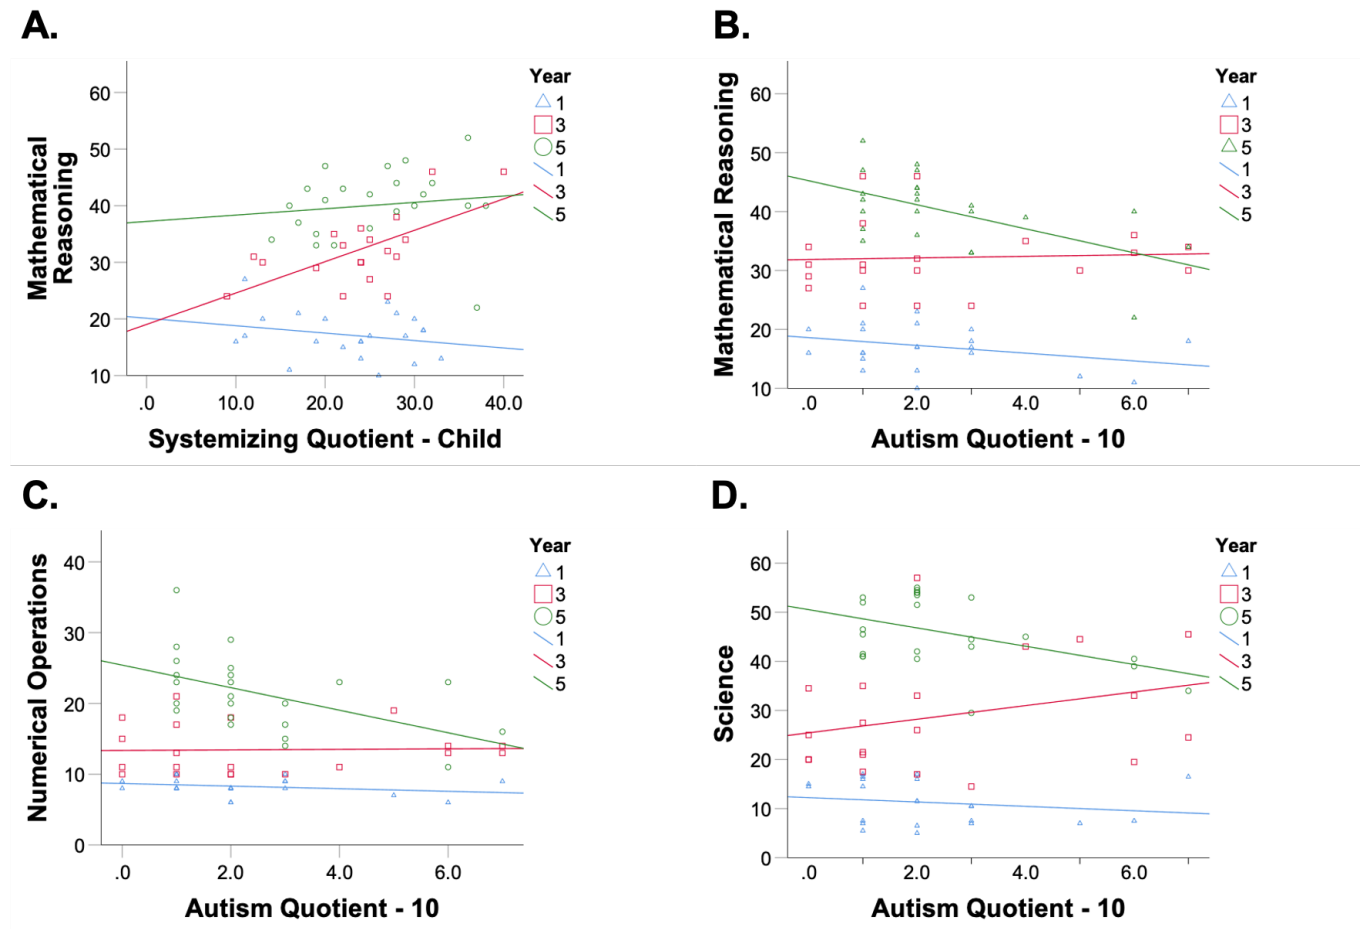 A.
Mathematical
Reasoning
60
50
40
30
20
10
.0 10.0 20.0 30.0 40.0
Systemizing Quotient - Child
Year
1
3
5
1
3
5
B.
Mathematical Reasoning
60
50
40
30
20
10
.0 2.0 4.0 6.0
Autism Quotient - 10
Year
1
3
5
1
3
5
C.
Numerical Operations
40
30
20
10
0
.0 2.0 4.0 6.0
Autism Quotient - 10
Year
1
3
5
1
3
5
D.
Science
60
50
40
30
20
10
0
.0 2.0 4.0 6.0
Autism Quotient - 10
Year
1
3
5
1
3
5